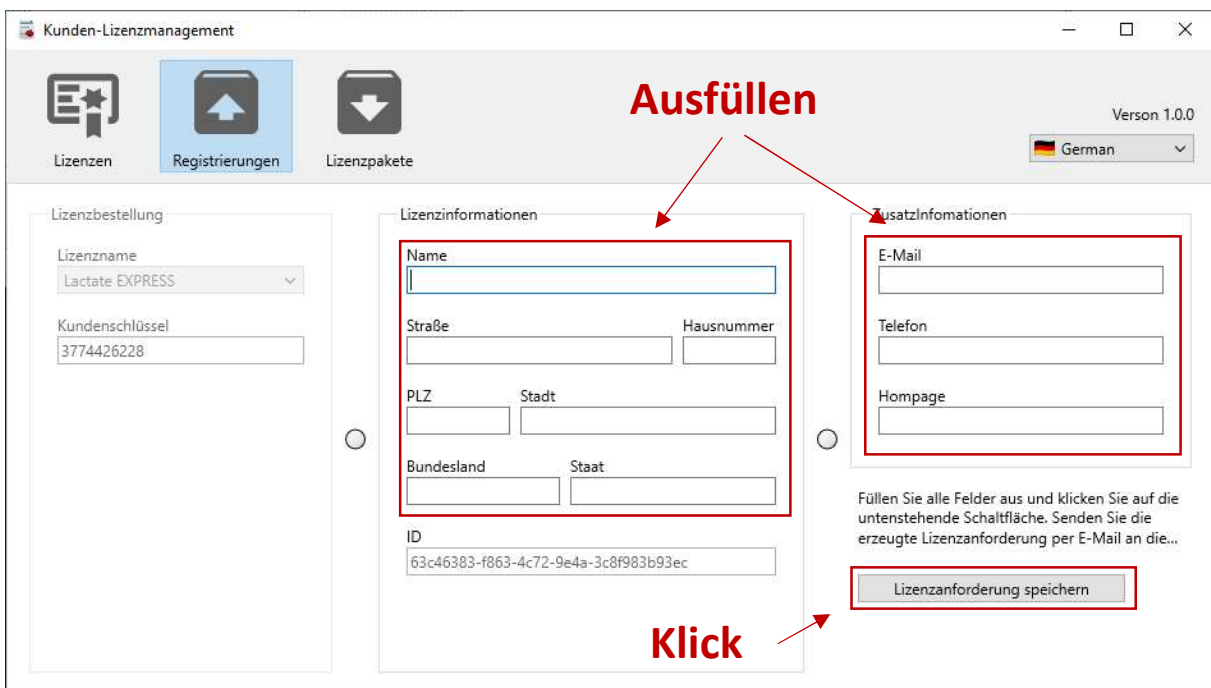 Kunden-Lizenzmanagement
Ausfüllen
Verson 1.0.0
Lizenzen
Registrierungen
Lizenzpakete
German
Lizenzbestellung
Lizenzname
Lactate EXPRESS
Kundenschlüssel
3774426228
Lizenzinformationen
Name
Straße Hausnummer
PLZ Stadt
Bundesland Staat
ID
63c46383-f863-4c72-9e4a-3c8f983b93ec
ZusatzInfomationen
E-Mail
Telefon
Hompage
Füllen Sie alle Felder aus und klicken Sie auf die
untenstehende Schaltfläche. Senden Sie die
erzeugte Lizenzanforderung per E-Mail an die...
Lizenzanforderung speichern
Klick